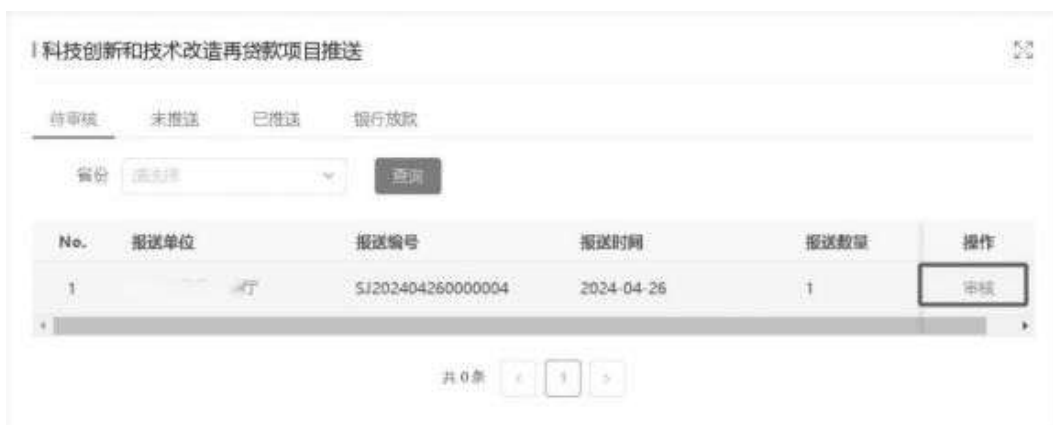 科技创新和技术改造再贷款项目推送
待审核 未推送 已推送 银行放款
省份 请选择 查询
No. 报送单位 报送编号 报送时间 报送数量 操作
1 厅 SJ202404260000004 2024-04-26 1 审核
共0条 < 1 >